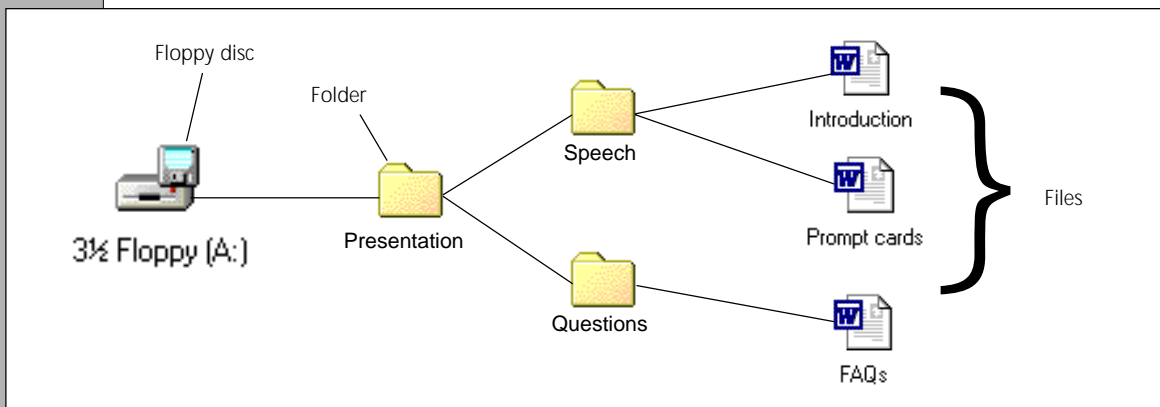 Floppy disc
Folder
3½ Floppy (A:)
Presentation
Speech
Questions
Introduction
Prompt cards
FAQs
Files